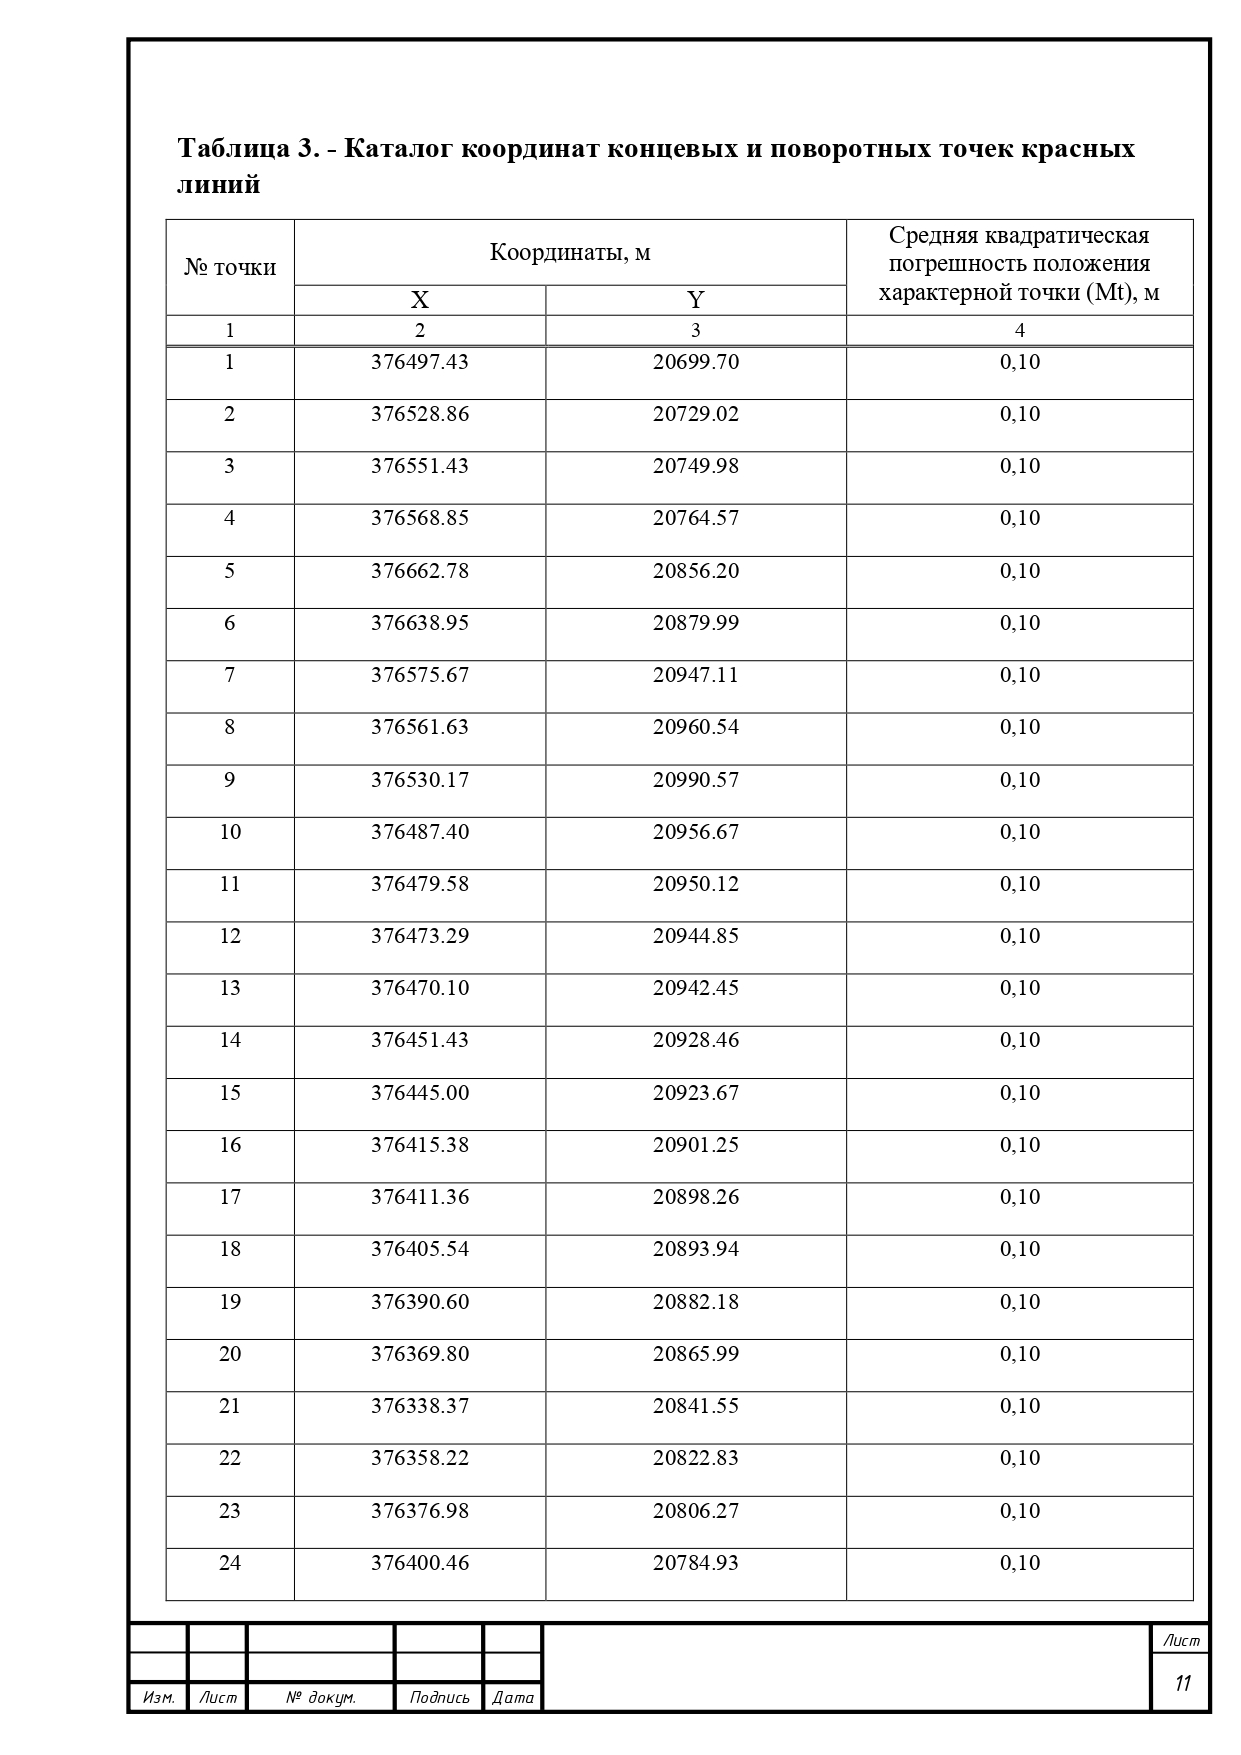 Таблица 3. - Каталог координат концевых и поворотных точек красных
линий
№ точки Координаты, м Средняя квадратическая
погрешность положения
характерной точки (Mt), м
X Y
1 2 3 4
1 376497.43 20699.70 0,10
2 376528.86 20729.02 0,10
3 376551.43 20749.98 0,10
4 376568.85 20764.57 0,10
5 376662.78 20856.20 0,10
6 376638.95 20879.99 0,10
7 376575.67 20947.11 0,10
8 376561.63 20960.54 0,10
9 376530.17 20990.57 0,10
10 376487.40 20956.67 0,10
11 376479.58 20950.12 0,10
12 376473.29 20944.85 0,10
13 376470.10 20942.45 0,10
14 376451.43 20928.46 0,10
15 376445.00 20923.67 0,10
16 376415.38 20901.25 0,10
17 376411.36 20898.26 0,10
18 376405.54 20893.94 0,10
19 376390.60 20882.18 0,10
20 376369.80 20865.99 0,10
21 376338.37 20841.55 0,10
22 376358.22 20822.83 0,10
23 376376.98 20806.27 0,10
24 376400.46 20784.93 0,10
Лист
11
Изм. Лист № докум. Подпись Дата